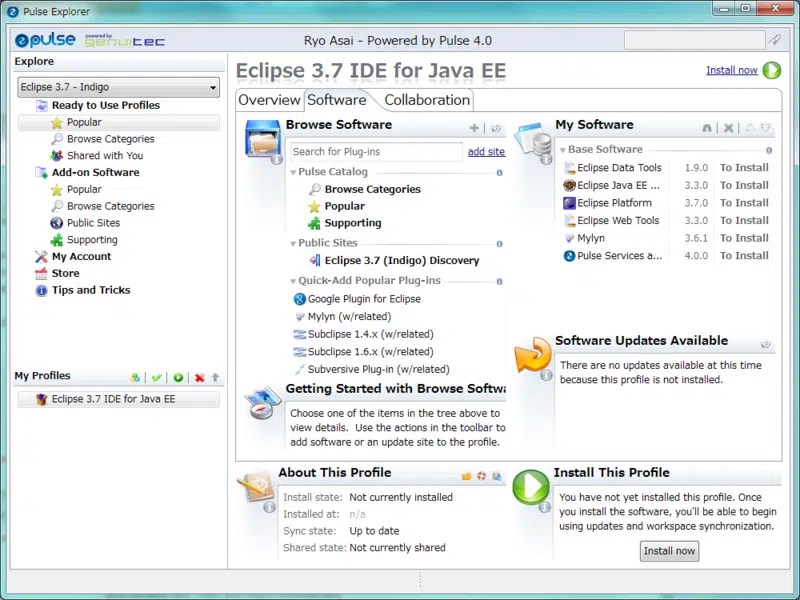 Pulse Explorer
pulse powered by genuitec
Ryo Asai - Powered by Pulse 4.0
Explore
Eclipse 3.7 - Indigo
Ready to Use Profiles
Popular
Browse Categories
Shared with You
Add-on Software
Popular
Browse Categories
Public Sites
Supporting
My Account
Store
Tips and Tricks
My Profiles
Eclipse 3.7 IDE for Java EE
Eclipse 3.7 IDE for Java EE
Install now
Overview Software Collaboration
Browse Software
Search for Plug-ins add site
Pulse Catalog
Browse Categories
Popular
Supporting
Public Sites
Eclipse 3.7 (Indigo) Discovery
Quick-Add Popular Plug-ins
Google Plugin for Eclipse
Mylyn (w/related)
Subclipse 1.4.x (w/related)
Subclipse 1.6.x (w/related)
Subversive Plug-in (w/related)
Getting Started with Browse Softwa
Choose one of the items in the tree above to
view details. Use the actions in the toolbar to
add software or an update site to the profile.
My Software
Base Software
Eclipse Data Tools 1.9.0 To Install
Eclipse Java EE ... 3.3.0 To Install
Eclipse Platform 3.7.0 To Install
Eclipse Web Tools 3.3.0 To Install
Mylyn 3.6.1 To Install
Pulse Services a... 4.0.0 To Install
Software Updates Available
There are no updates available at this time
because this profile is not installed.
About This Profile
Install state: Not currently installed
Installed at: n/a
Sync state: Up to date
Shared state: Not currently shared
Install This Profile
You have not yet installed this profile. Once
you install the software, you'll be able to begin
using updates and workspace synchronization.
Install now